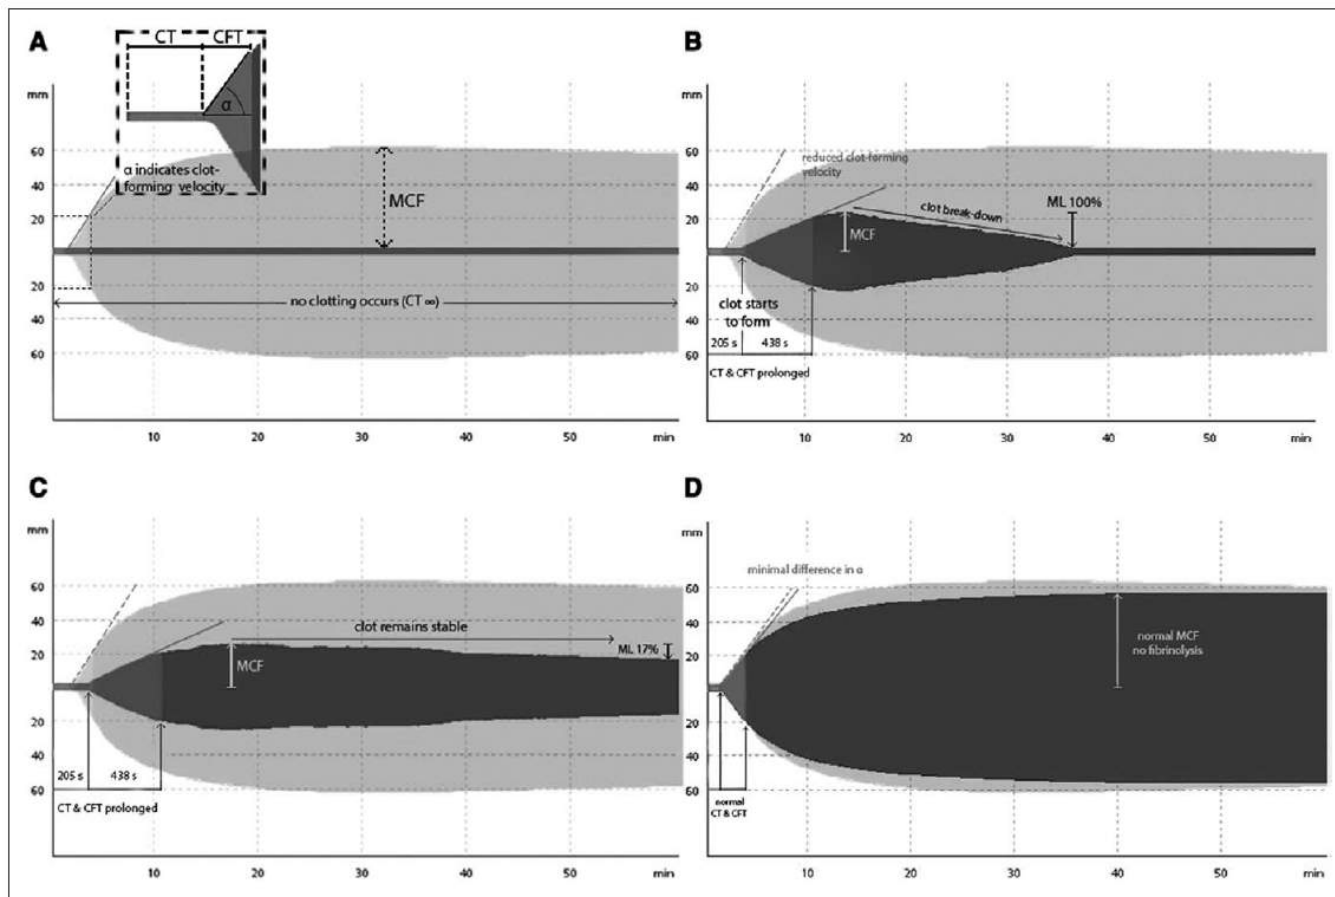 A
CT CFT
α
mm
α indicates clot-
forming velocity
60
40
20
MCF
20
40
60
no clotting occurs (CT ∞)
10 20 30 40 50 min
B
mm
60
40
20
20
40
60
reduced clot-forming
velocity
clot break-down
ML 100%
MCF
clot starts
to form
205 s 438 s
CT & CFT prolonged
10 20 30 40 50 min
C
mm
60
40
20
20
40
60
clot remains stable
ML 17%
MCF
205 s 438 s
CT & CFT prolonged
10 20 30 40 50 min
D
mm
60
40
20
20
40
60
minimal difference in α
normal MCF
no fibrinolysis
normal
CT & CFT
10 20 30 40 50 min